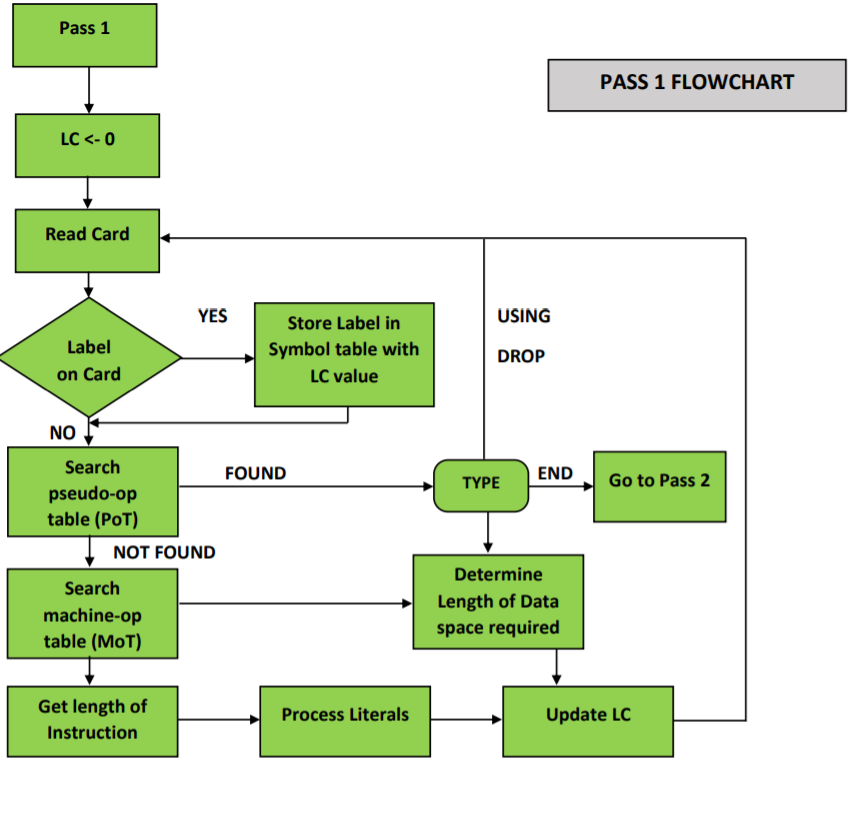 Pass 1
PASS 1 FLOWCHART
LC <- 0
Read Card
YES
Store Label in
Symbol table with
LC value
USING
DROP
Label
on Card
NO
Search
pseudo-op
table (PoT)
FOUND
TYPE
END
Go to Pass 2
NOT FOUND
Search
machine-op
table (MoT)
Determine
Length of Data
space required
Get length of
Instruction
Process Literals
Update LC